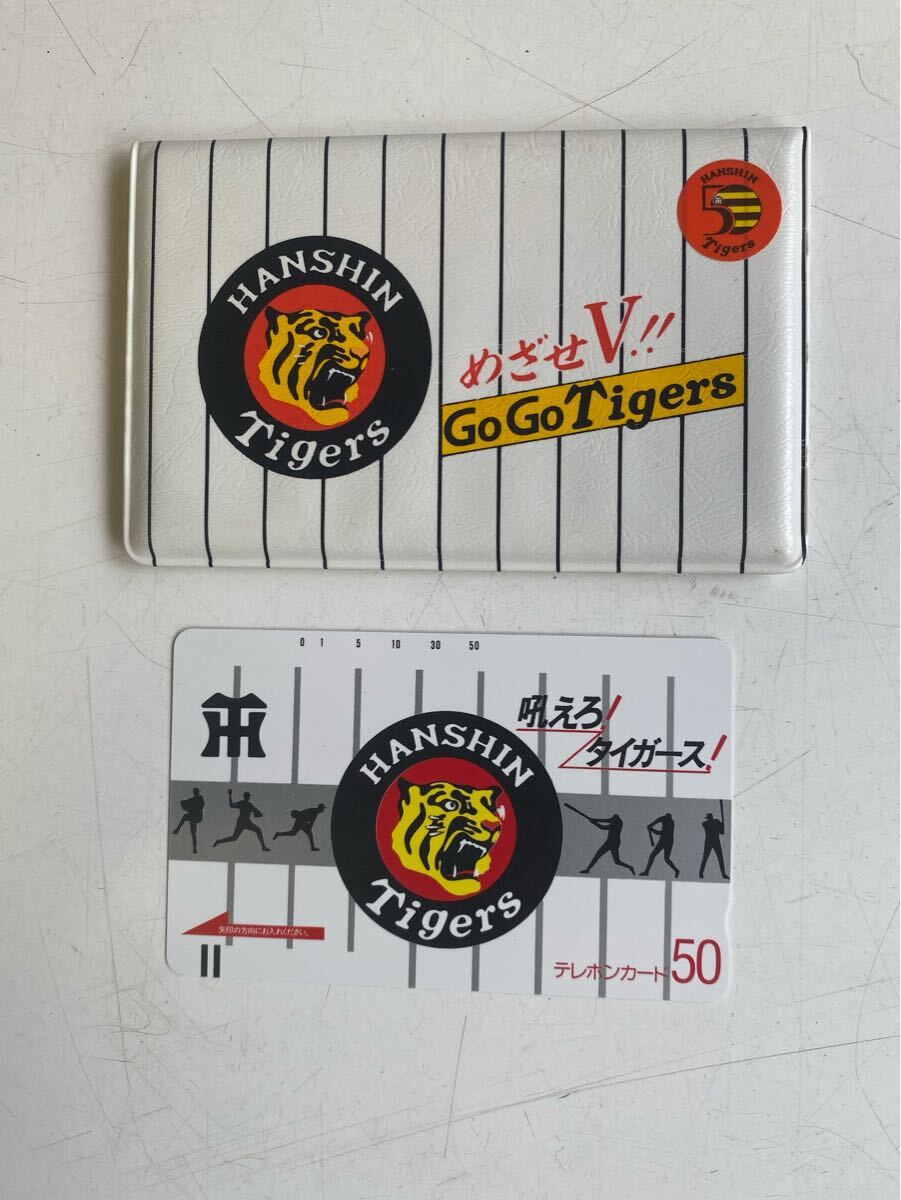 HANSHIN
50
Tigers
HANSHIN
Tigers
めざせV!!
GoGoTigers
0 1 5 10 30 50
吼えろ!
タイガース!
HANSHIN
Tigers
矢印の方向にお入れください。
テレホンカード50